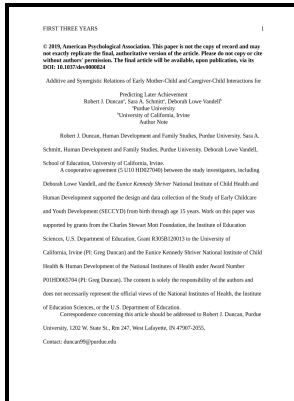 FIRST THREE YEARS 1
© 2019, American Psychological Association. This paper is not the copy of record and may
not exactly replicate the final, authoritative version of the article. Please do not copy or cite
without authors' permission. The final article will be available, upon publication, via its
DOI: 10.1037/dev0000824
Additive and Synergistic Relations of Early Mother-Child and Caregiver-Child Interactions for
Predicting Later Achievement
Robert J. Duncanª, Sara A. Schmittª, Deborah Lowe Vandellᵇ
ªPurdue University
ᵇUniversity of California, Irvine
Author Note
Robert J. Duncan, Human Development and Family Studies, Purdue University. Sara A.
Schmitt, Human Development and Family Studies, Purdue University. Deborah Lowe Vandell,
School of Education, University of California, Irvine.
A cooperative agreement (5 U10 HD027040) between the study investigators, including
Deborah Lowe Vandell, and the Eunice Kennedy Shriver National Institute of Child Health and
Human Development supported the design and data collection of the Study of Early Childcare
and Youth Development (SECCYD) from birth through age 15 years. Work on this paper was
supported by grants from the Charles Stewart Mott Foundation, the Institute of Education
Sciences, U.S. Department of Education, Grant R305B120013 to the University of
California, Irvine (PI: Greg Duncan) and the Eunice Kennedy Shriver National Institute of Child
Health & Human Development of the National Institutes of Health under Award Number
P01HD065704 (PI: Greg Duncan). The content is solely the responsibility of the authors and
does not necessarily represent the official views of the National Institutes of Health, the Institute
of Education Sciences, or the U.S. Department of Education.
Correspondence concerning this article should be addressed to Robert J. Duncan, Purdue
University, 1202 W. State St., Rm 247, West Lafayette, IN 47907-2055.
Contact: duncan99@purdue.edu